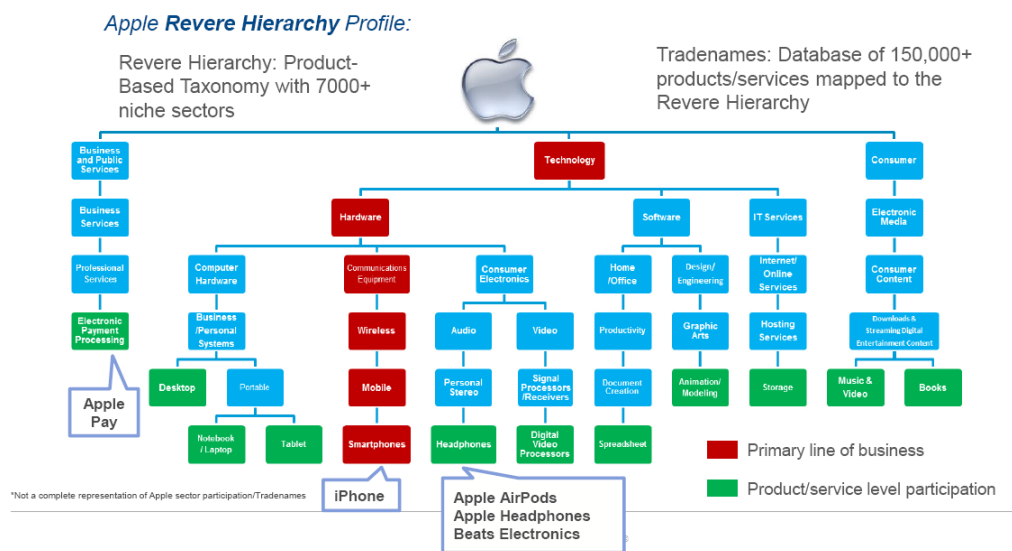 Apple Revere Hierarchy Profile:
Revere Hierarchy: Product-
Based Taxonomy with 7000+
niche sectors
Tradenames: Database of 150,000+
products/services mapped to the
Revere Hierarchy
Business
and Public
Services
Technology
Consumer
Business
Services
Hardware
Software
IT Services
Electronic
Media
Professional
Services
Computer
Hardware
Communications
Equipment
Consumer
Electronics
Home
/Office
Design/
Engineering
Internet/
Online
Services
Consumer
Content
Electronic
Payment
Processing
Business
/Personal
Systems
Wireless
Audio
Video
Productivity
Graphic
Arts
Hosting
Services
Downloads &
Streaming Digital
Entertainment Content
Desktop
Portable
Mobile
Personal
Stereo
Signal
Processors
/Receivers
Document
Creation
Animation/
Modeling
Storage
Music &
Video
Books
Apple
Pay
Notebook
/ Laptop
Tablet
Smartphones
Headphones
Digital
Video
Processors
Spreadsheet
Primary line of business
Product/service level participation
*Not a complete representation of Apple sector participation/Tradenames
iPhone
Apple AirPods
Apple Headphones
Beats Electronics